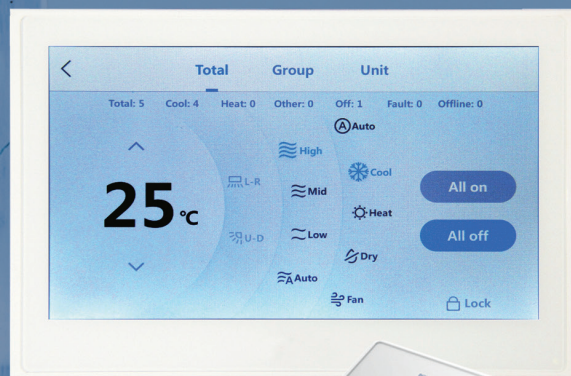 Total Group Unit
Total: 5 Cool: 4 Heat: 0 Other: 0 Off: 1 Fault: 0 Offline: 0
A Auto
High
Cool
L-R
Mid
All on
25°C
Heat
U-D
Low
All off
Dry
A Auto
Fan
Lock